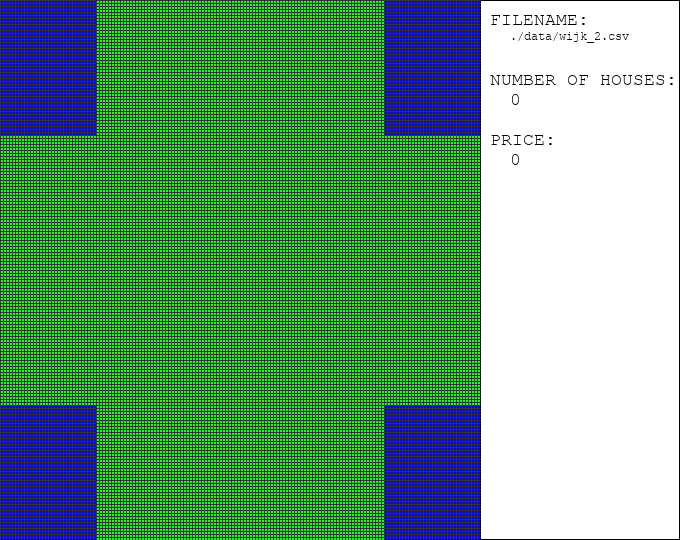 FILENAME:
./data/wijk_2.csv
NUMBER OF HOUSES:
0
PRICE:
0